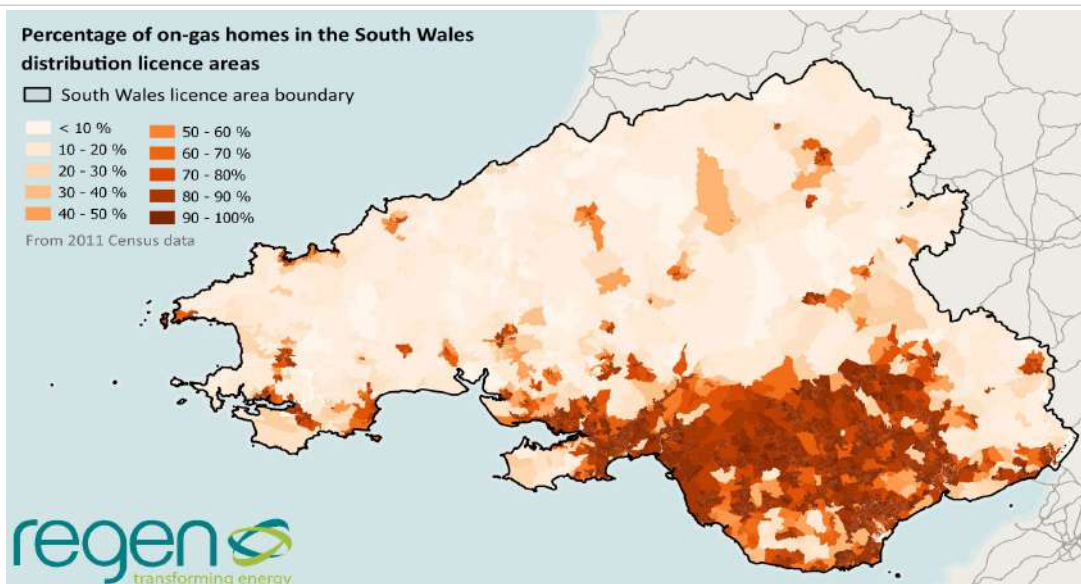 Percentage of on-gas homes in the South Wales
distribution licence areas
South Wales licence area boundary
< 10 %
10 - 20 %
20 - 30 %
30 - 40 %
40 - 50 %
50 - 60 %
60 - 70 %
70 - 80%
80 - 90 %
90 - 100%
From 2011 Census data
regen
transforming energy